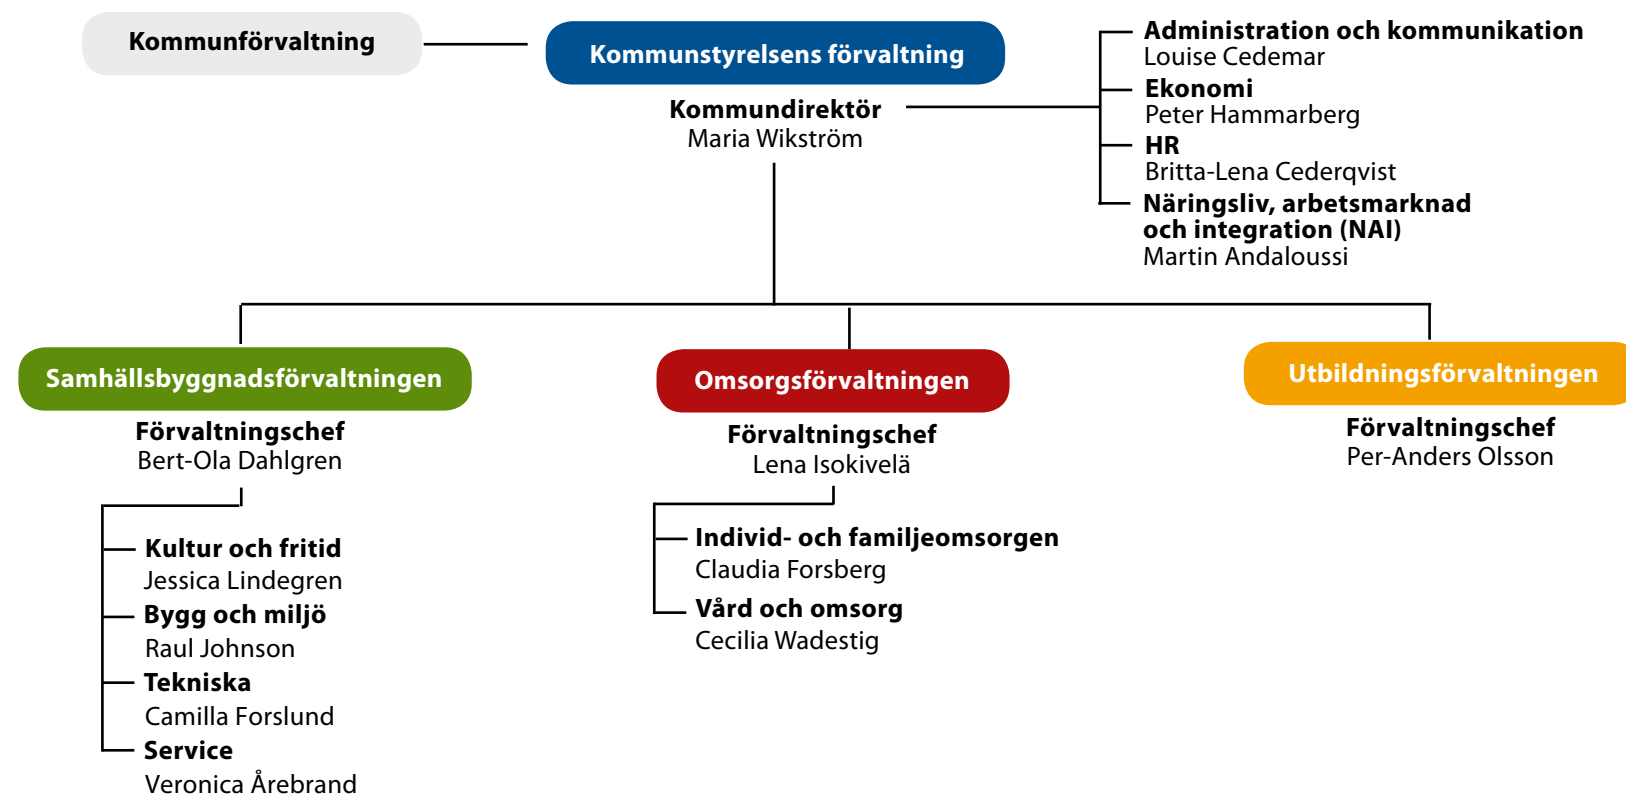 Kommunförvaltning
Kommunstyrelsens förvaltning
Kommundirektör
Maria Wikström
Administration och kommunikation
Louise Cedemar
Ekonomi
Peter Hammarberg
HR
Britta-Lena Cederqvist
Näringsliv, arbetsmarknad
och integration (NAI)
Martin Andaloussi
Samhällsbyggnadsförvaltningen
Förvaltningschef
Bert-Ola Dahlgren
Kultur och fritid
Jessica Lindegren
Bygg och miljö
Raul Johnson
Tekniska
Camilla Forslund
Service
Veronica Årebrand
Omsorgsförvaltningen
Förvaltningschef
Lena Isokivelä
Individ- och familjeomsorgen
Claudia Forsberg
Vård och omsorg
Cecilia Wadestig
Utbildningsförvaltningen
Förvaltningschef
Per-Anders Olsson